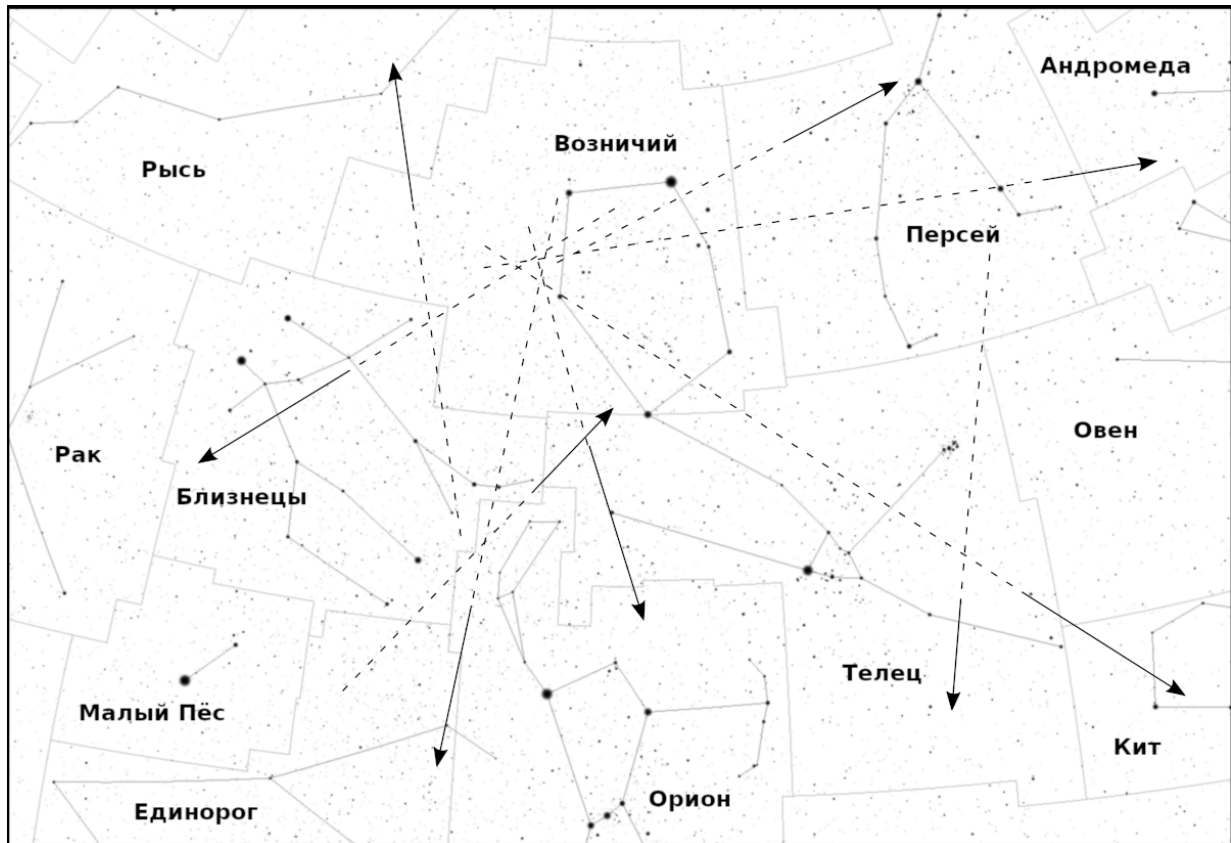 Андромеда
Возничий
Рысь
Персей
Овен
Рак
Близнецы
Телец
Малый Пёс
Кит
Орион
Единорог